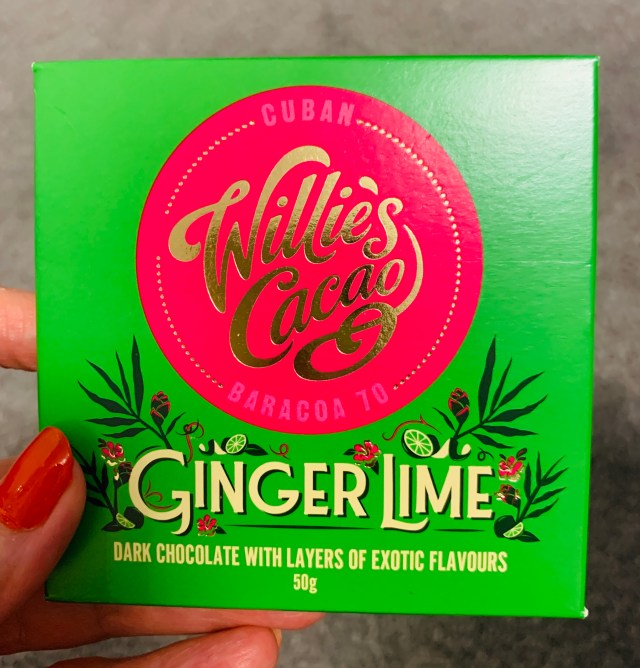 CUBAN
Willie's
Cacao
BARACOA 70
GINGER LIME
DARK CHOCOLATE WITH LAYERS OF EXOTIC FLAVOURS
50g